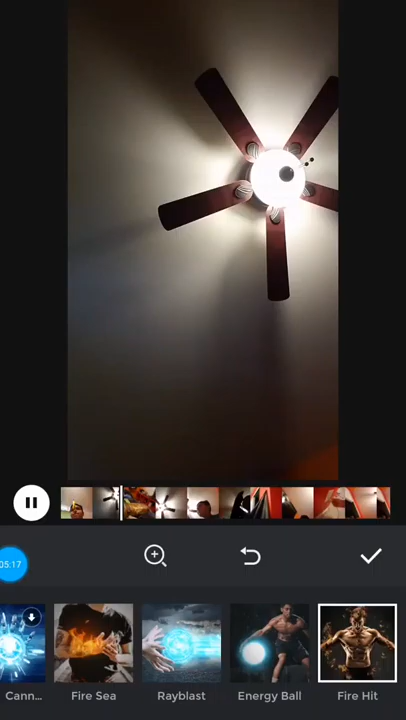 05:17
Cann...
Fire Sea
Rayblast
Energy Ball
Fire Hit